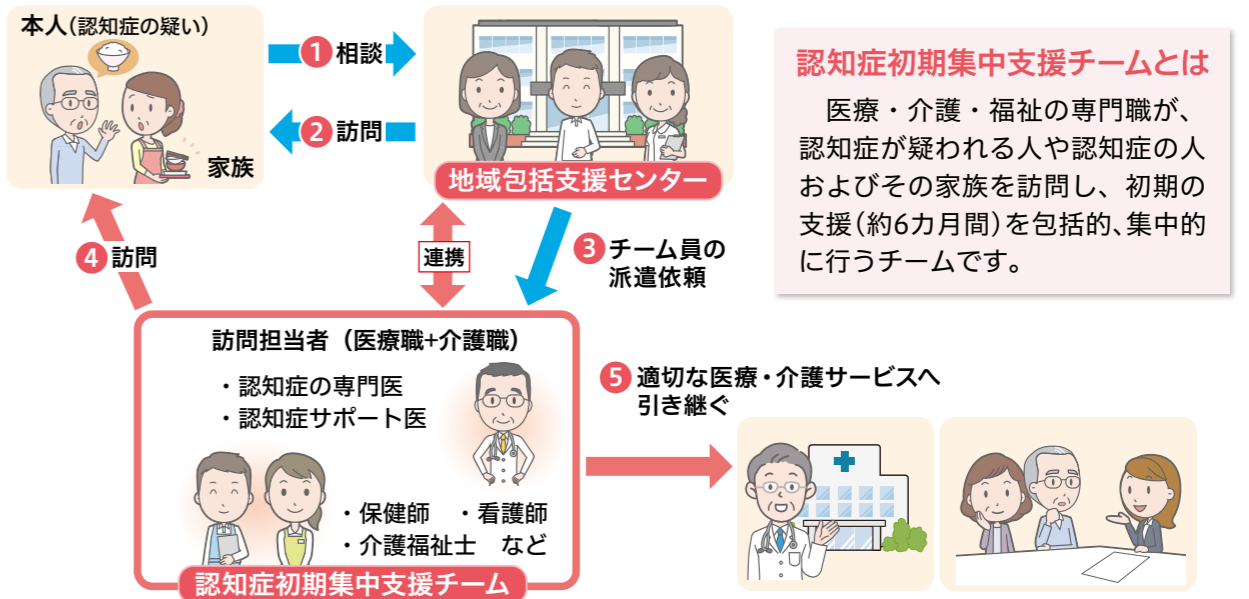 本人(認知症の疑い)
家族
1 相談
2 訪問
地域包括支援センター
認知症初期集中支援チームとは
医療・介護・福祉の専門職が、
認知症が疑われる人や認知症の人
およびその家族を訪問し、初期の
支援(約6カ月間)を包括的、集中的
に行うチームです。
連携
3 チーム員の
派遣依頼
4 訪問
訪問担当者（医療職+介護職）
・認知症の専門医
・認知症サポート医
・保健師　・看護師
・介護福祉士　など
認知症初期集中支援チーム
5 適切な医療・介護サービスへ
引き継ぐ